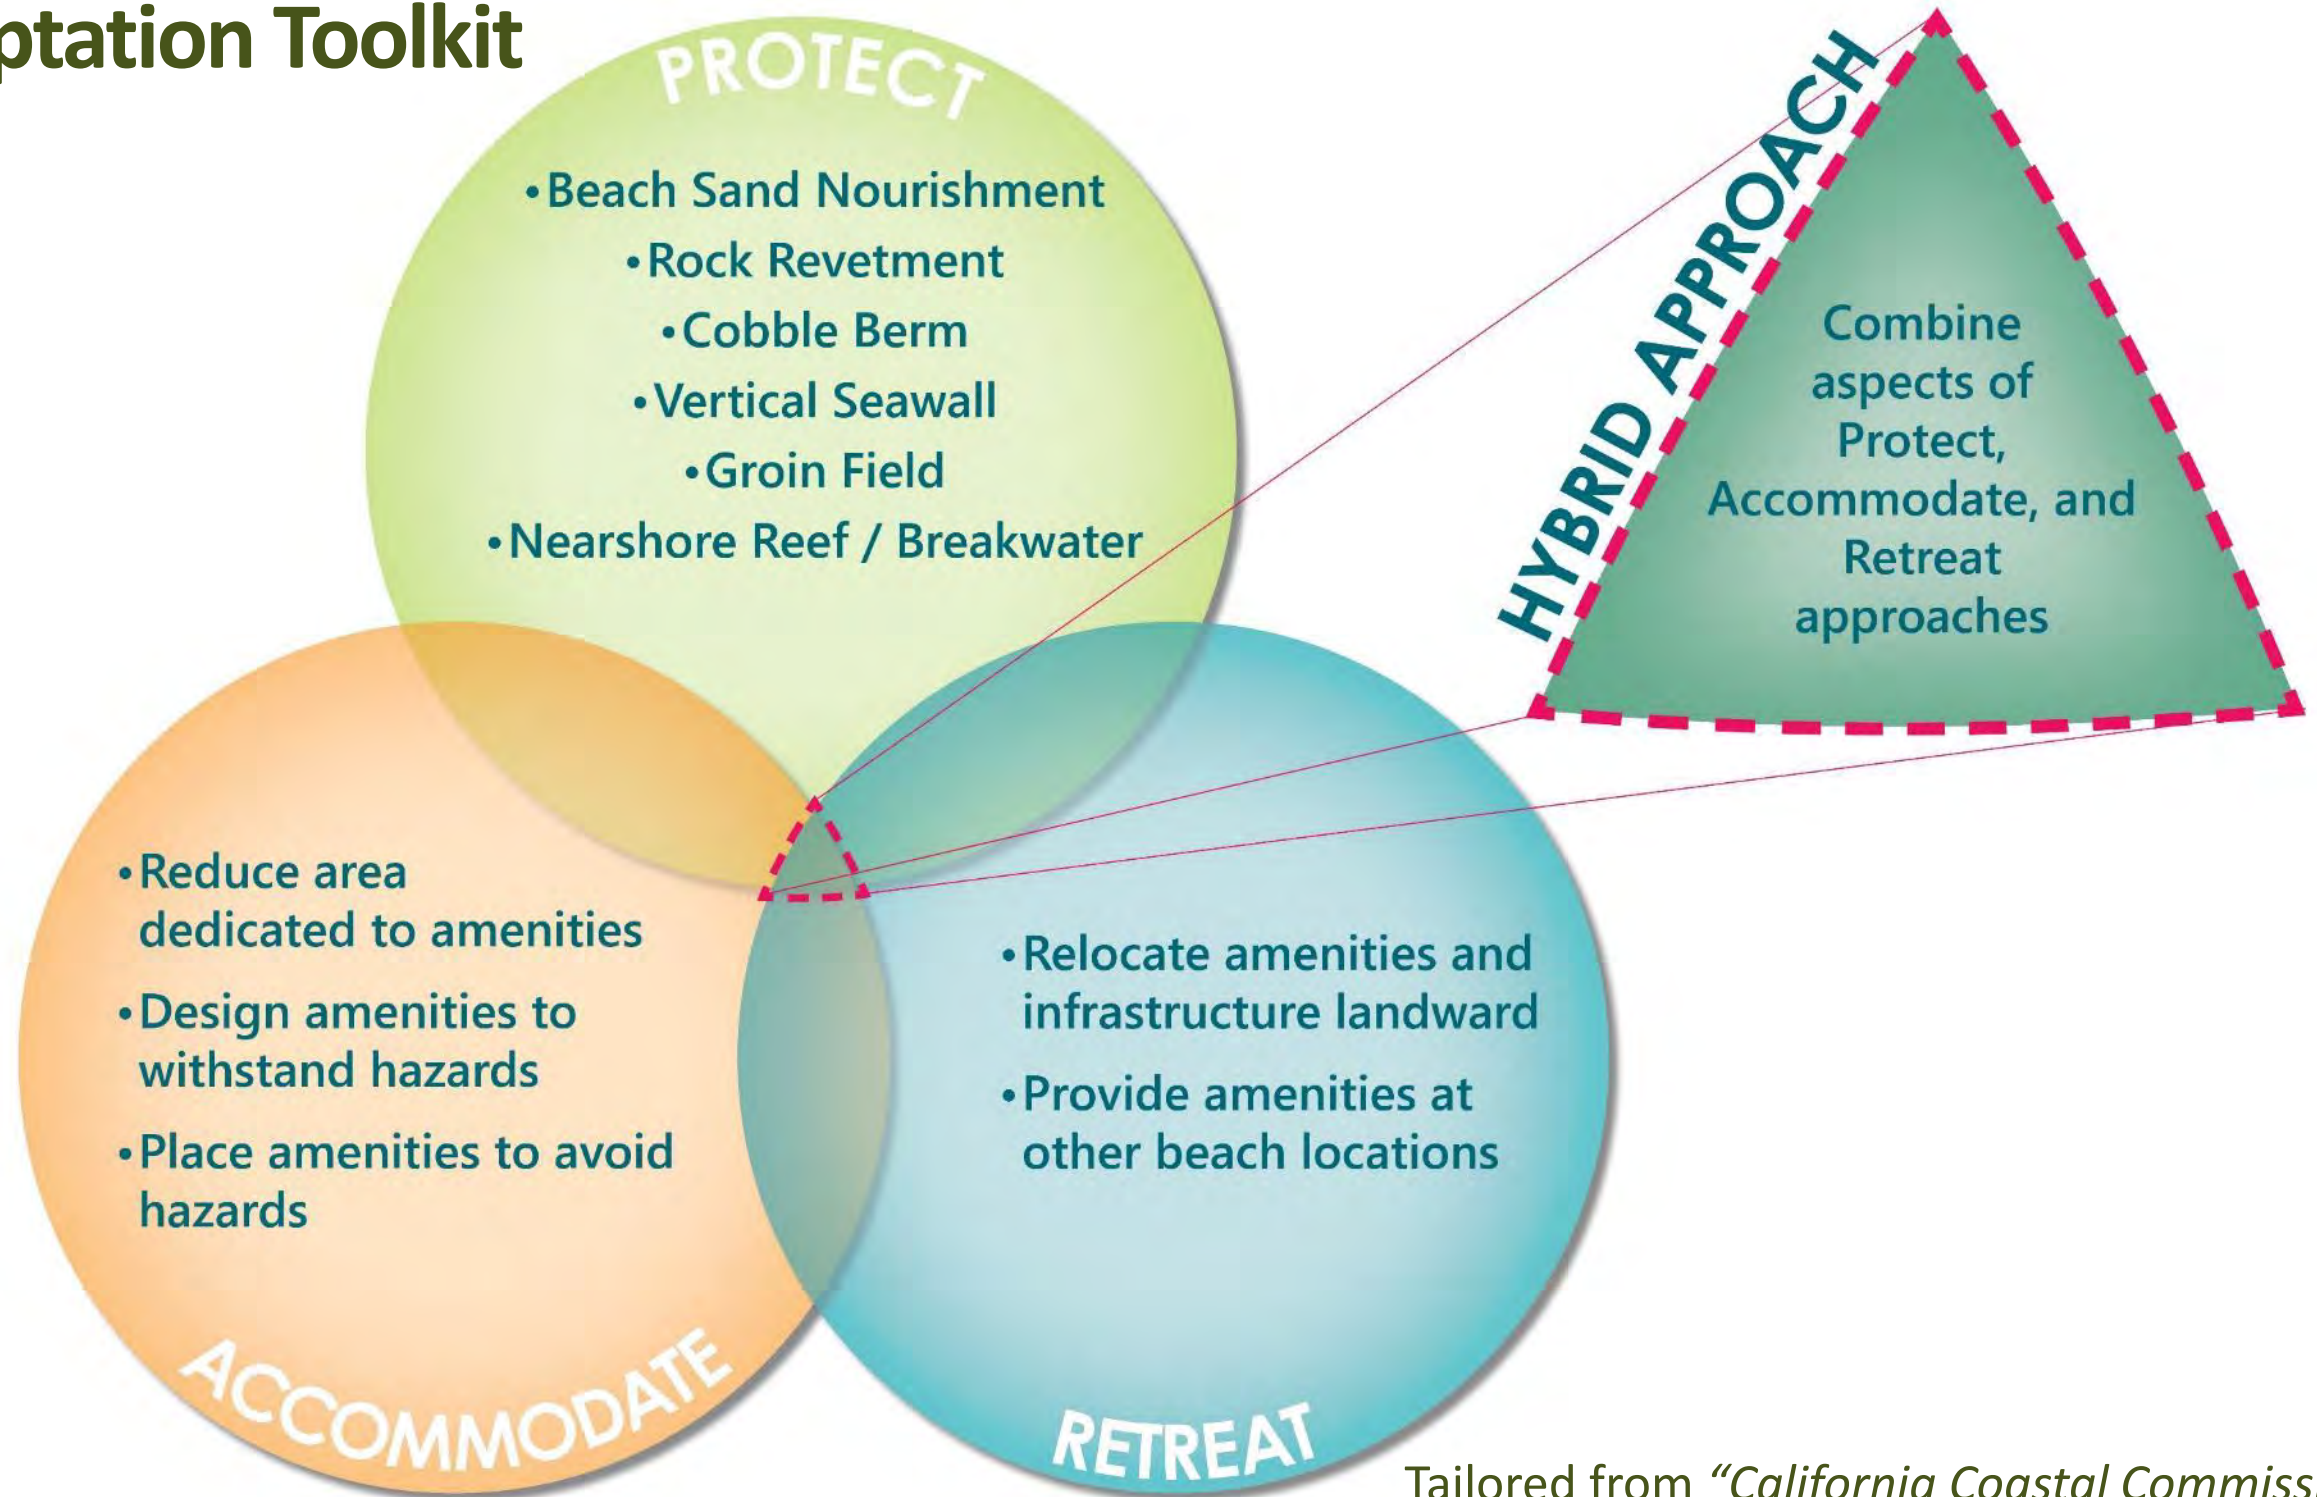 ptation Toolkit
PROTECT
•Beach Sand Nourishment
•Rock Revetment
•Cobble Berm
•Vertical Seawall
•Groin Field
•Nearshore Reef / Breakwater
HYBRID APPROACH
Combine
aspects of
Protect,
Accommodate, and
Retreat
approaches
•Reduce area
dedicated to amenities
•Design amenities to
withstand hazards
•Place amenities to avoid
hazards
ACCOMMODATE
•Relocate amenities and
infrastructure landward
•Provide amenities at
other beach locations
RETREAT
Tailored from “California Coastal Commiss